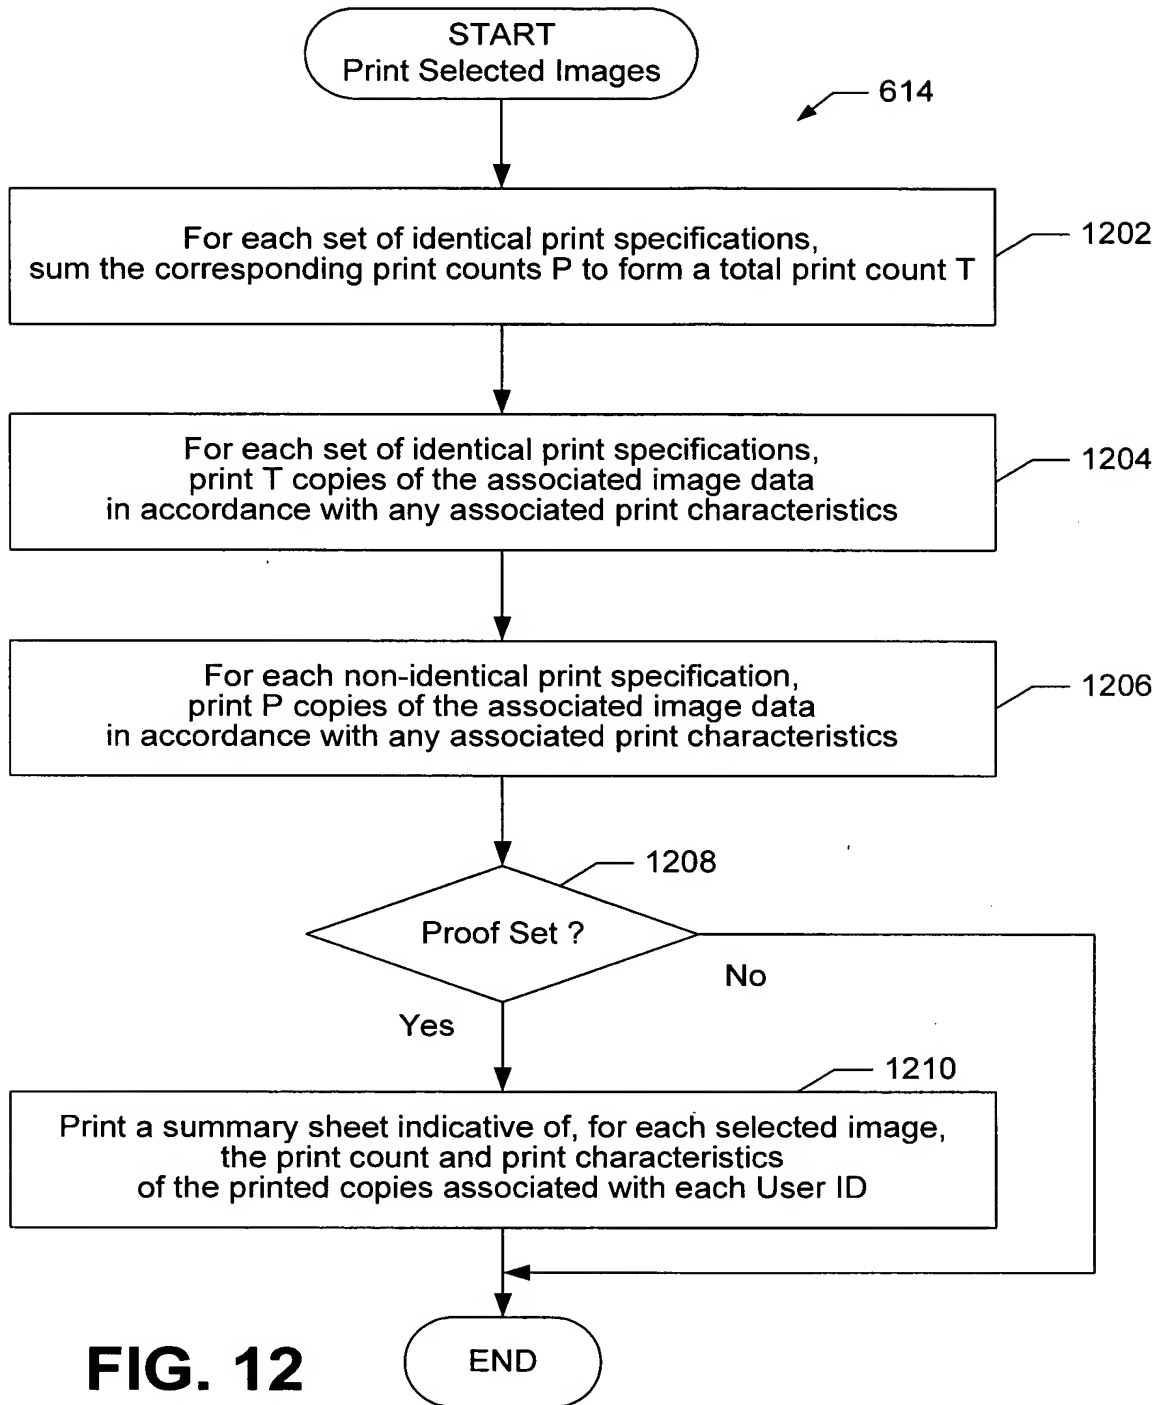 START
Print Selected Images
614
For each set of identical print specifications,
sum the corresponding print counts P to form a total print count T
1202
For each set of identical print specifications,
print T copies of the associated image data
in accordance with any associated print characteristics
1204
For each non-identical print specification,
print P copies of the associated image data
in accordance with any associated print characteristics
1206
1208
Proof Set ?
No
Yes
1210
Print a summary sheet indicative of, for each selected image,
the print count and print characteristics
of the printed copies associated with each User ID
END
FIG. 12